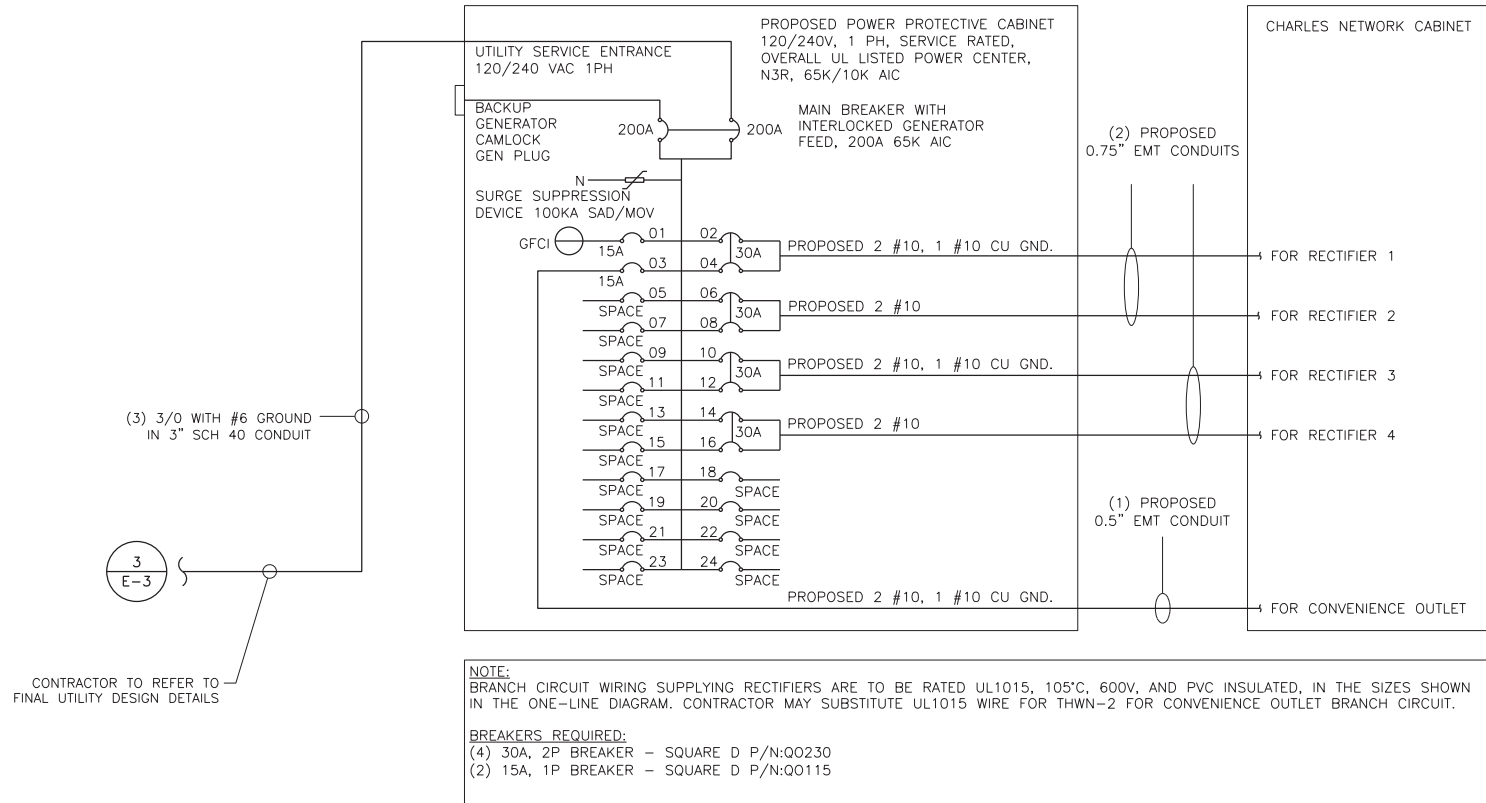 UTILITY SERVICE ENTRANCE
120/240 VAC 1PH
PROPOSED POWER PROTECTIVE CABINET
120/240V, 1 PH, SERVICE RATED,
OVERALL UL LISTED POWER CENTER,
N3R, 65K/10K AIC
CHARLES NETWORK CABINET
BACKUP
GENERATOR
CAMLOCK
GEN PLUG
200A
200A
MAIN BREAKER WITH
INTERLOCKED GENERATOR
FEED, 200A 65K AIC
(2) PROPOSED
0.75" EMT CONDUITS
N
SURGE SUPPRESSION
DEVICE 100KA SAD/MOV
GFCI
15A
01
02
30A
PROPOSED 2 #10, 1 #10 CU GND.
FOR RECTIFIER 1
15A
03
04
SPACE
05
06
30A
PROPOSED 2 #10
FOR RECTIFIER 2
SPACE
07
08
SPACE
09
10
30A
PROPOSED 2 #10, 1 #10 CU GND.
FOR RECTIFIER 3
SPACE
11
12
SPACE
13
14
30A
PROPOSED 2 #10
FOR RECTIFIER 4
SPACE
15
16
SPACE
17
18
SPACE
SPACE
19
20
SPACE
SPACE
21
22
SPACE
SPACE
23
24
SPACE
(3) 3/0 WITH #6 GROUND
IN 3" SCH 40 CONDUIT
(1) PROPOSED
0.5" EMT CONDUIT
3
E-3
PROPOSED 2 #10, 1 #10 CU GND.
FOR CONVENIENCE OUTLET
CONTRACTOR TO REFER TO
FINAL UTILITY DESIGN DETAILS
NOTE:
BRANCH CIRCUIT WIRING SUPPLYING RECTIFIERS ARE TO BE RATED UL1015, 105°C, 600V, AND PVC INSULATED, IN THE SIZES SHOWN
IN THE ONE-LINE DIAGRAM. CONTRACTOR MAY SUBSTITUTE UL1015 WIRE FOR THWN-2 FOR CONVENIENCE OUTLET BRANCH CIRCUIT.
BREAKERS REQUIRED:
(4) 30A, 2P BREAKER - SQUARE D P/N:QO230
(2) 15A, 1P BREAKER - SQUARE D P/N:QO115